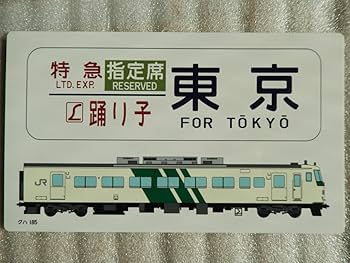 特急 指定席 東京
LTD. EXP. RESERVED
L 踊り子 FOR TŌKYŌ
JR
クハ 185